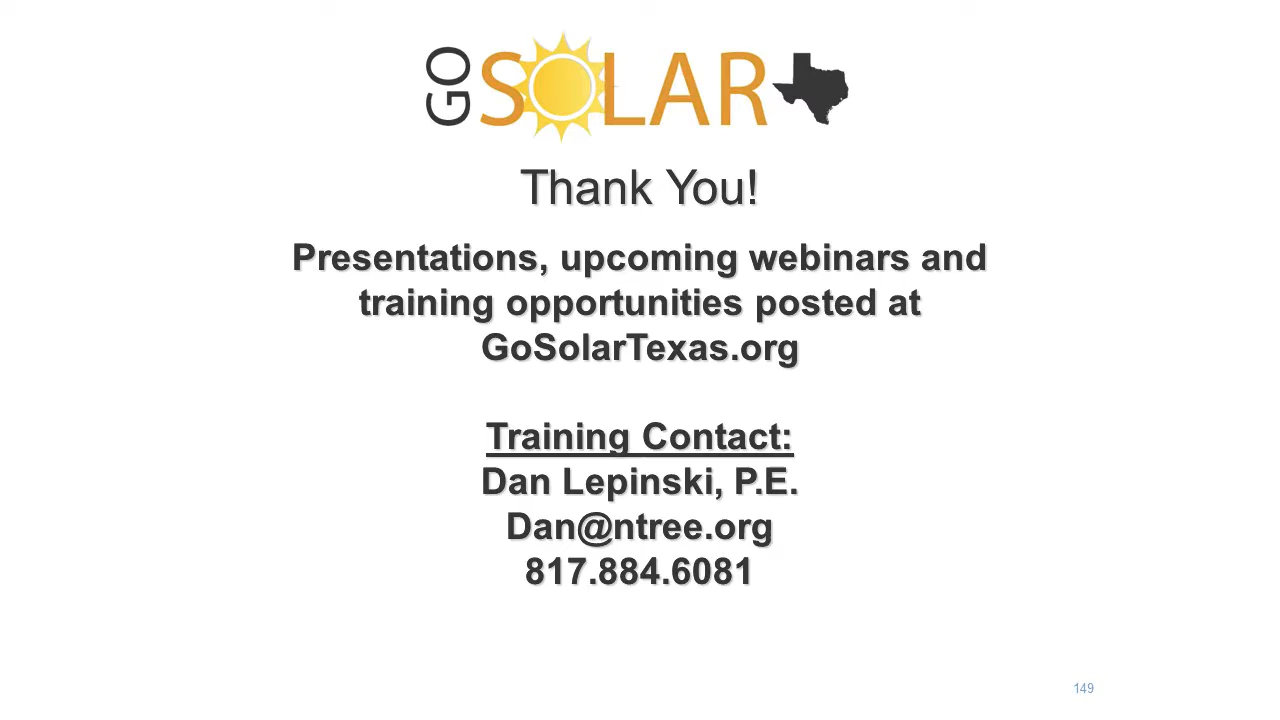 GO SOLAR
Thank You!
Presentations, upcoming webinars and
training opportunities posted at
GoSolarTexas.org
Training Contact:
Dan Lepinski, P.E.
Dan@ntree.org
817.884.6081
149